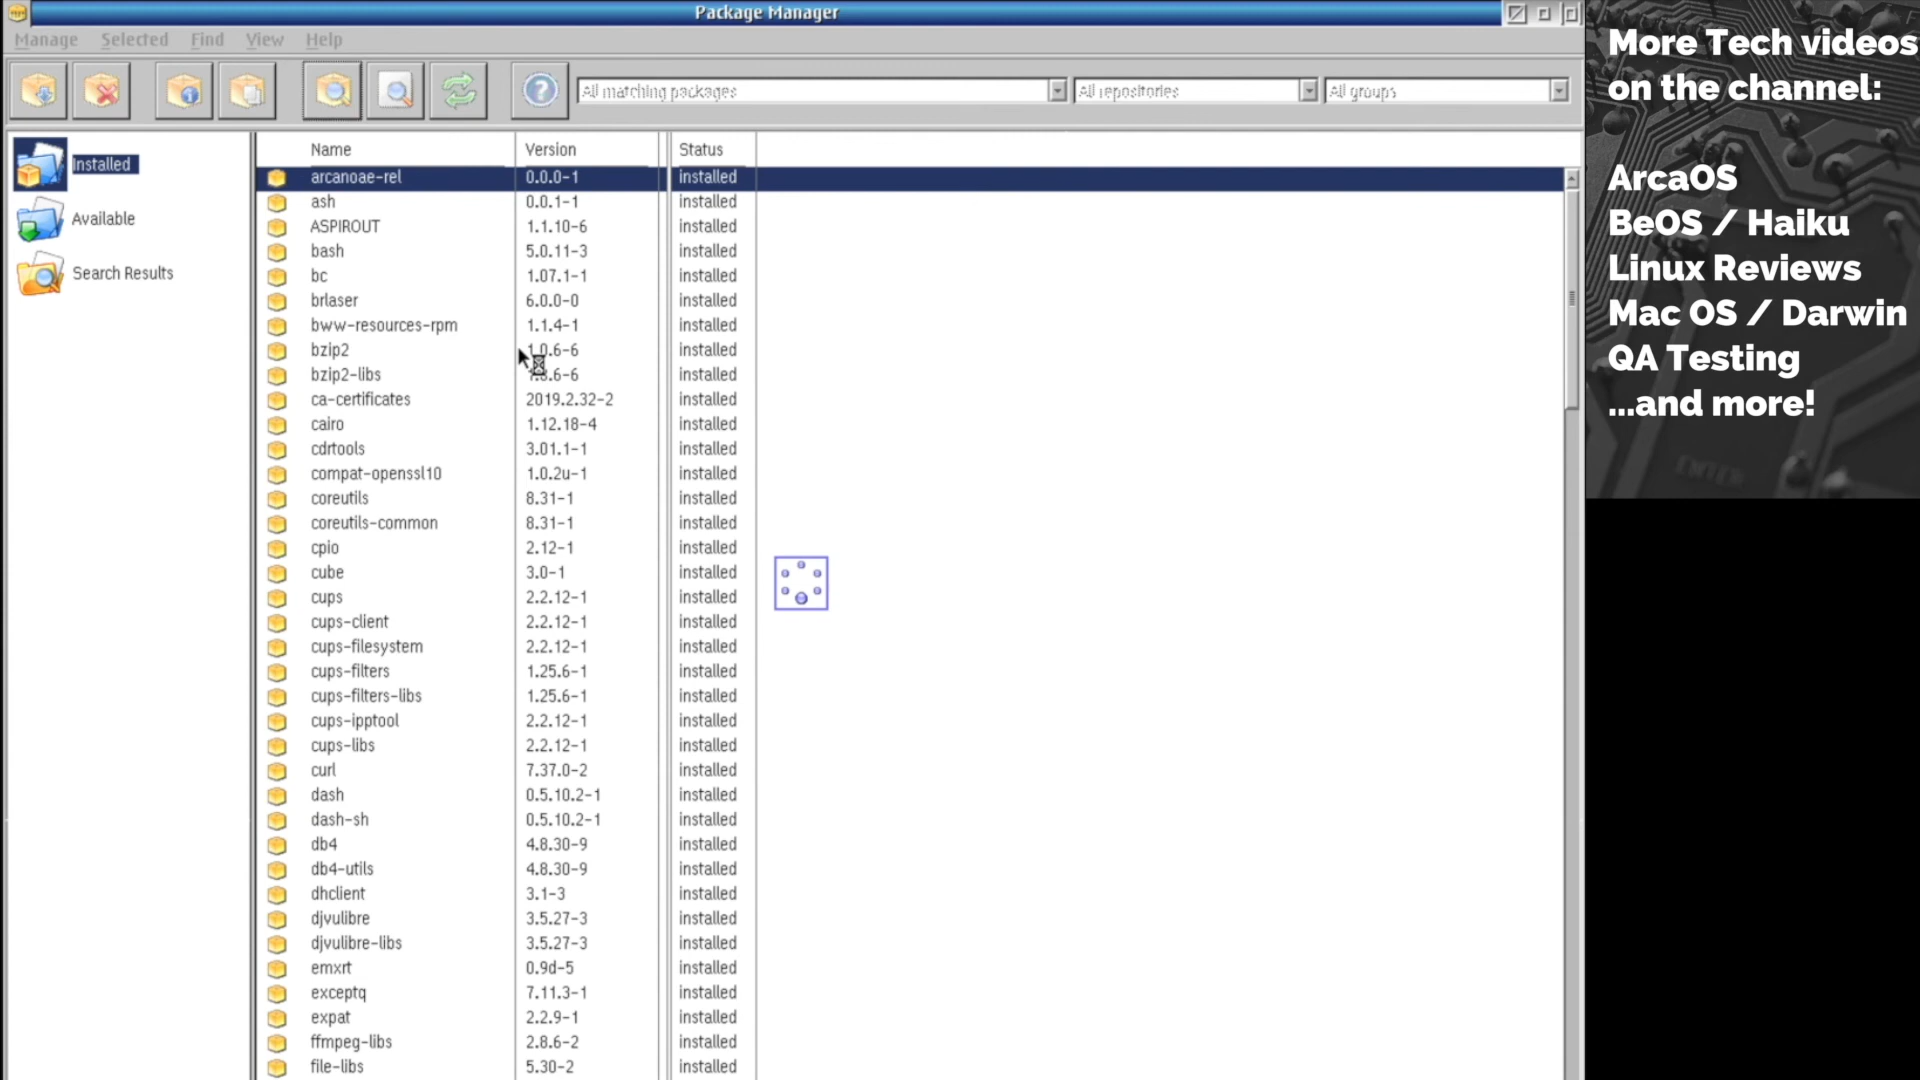 Package Manager
Manage Selected Find View Help
All matching packages All repositories All groups
Installed
Available
Search Results
Name Version Status
arcanoae-rel 0.0.0-1 installed
ash 0.0.1-1 installed
ASPIROUT 1.1.10-6 installed
bash 5.0.11-3 installed
bc 1.07.1-1 installed
brlaser 6.0.0-0 installed
bww-resources-rpm 1.1.4-1 installed
bzip2 1.0.6-6 installed
bzip2-libs installed
ca-certificates 2019.2.32-2 installed
cairo 1.12.18-4 installed
cdrtools 3.01.1-1 installed
compat-openssl10 1.0.2u-1 installed
coreutils 8.31-1 installed
coreutils-common 8.31-1 installed
cpio 2.12-1 installed
cube 3.0-1 installed
cups 2.2.12-1 installed
cups-client 2.2.12-1 installed
cups-filesystem 2.2.12-1 installed
cups-filters 1.25.6-1 installed
cups-filters-libs 1.25.6-1 installed
cups-ipptool 2.2.12-1 installed
cups-libs 2.2.12-1 installed
curl 7.37.0-2 installed
dash 0.5.10.2-1 installed
dash-sh 0.5.10.2-1 installed
db4 4.8.30-9 installed
db4-utils 4.8.30-9 installed
dhclient 3.1-3 installed
djvulibre 3.5.27-3 installed
djvulibre-libs 3.5.27-3 installed
emxrt 0.9d-5 installed
exceptq 7.11.3-1 installed
expat 2.2.9-1 installed
ffmpeg-libs 2.8.6-2 installed
file-libs 5.30-2 installed
More Tech videos
on the channel:
ArcaOS
BeOS / Haiku
Linux Reviews
Mac OS / Darwin
QA Testing
...and more!
ENTER